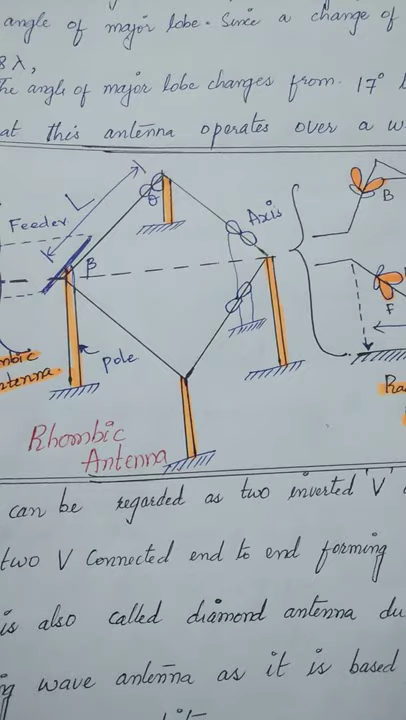 angle of major lobe. Since a change of
8λ,
The angle of major lobe changes from 17°
at this antenna operates over a w
L
Feeder
θ
Axis
β
B
F
pole
Rhombic
Antenna
can be regarded as two inverted 'V'
two V Connected end to end forming
is also called diamond antenna du
ng wave antenna as it is based